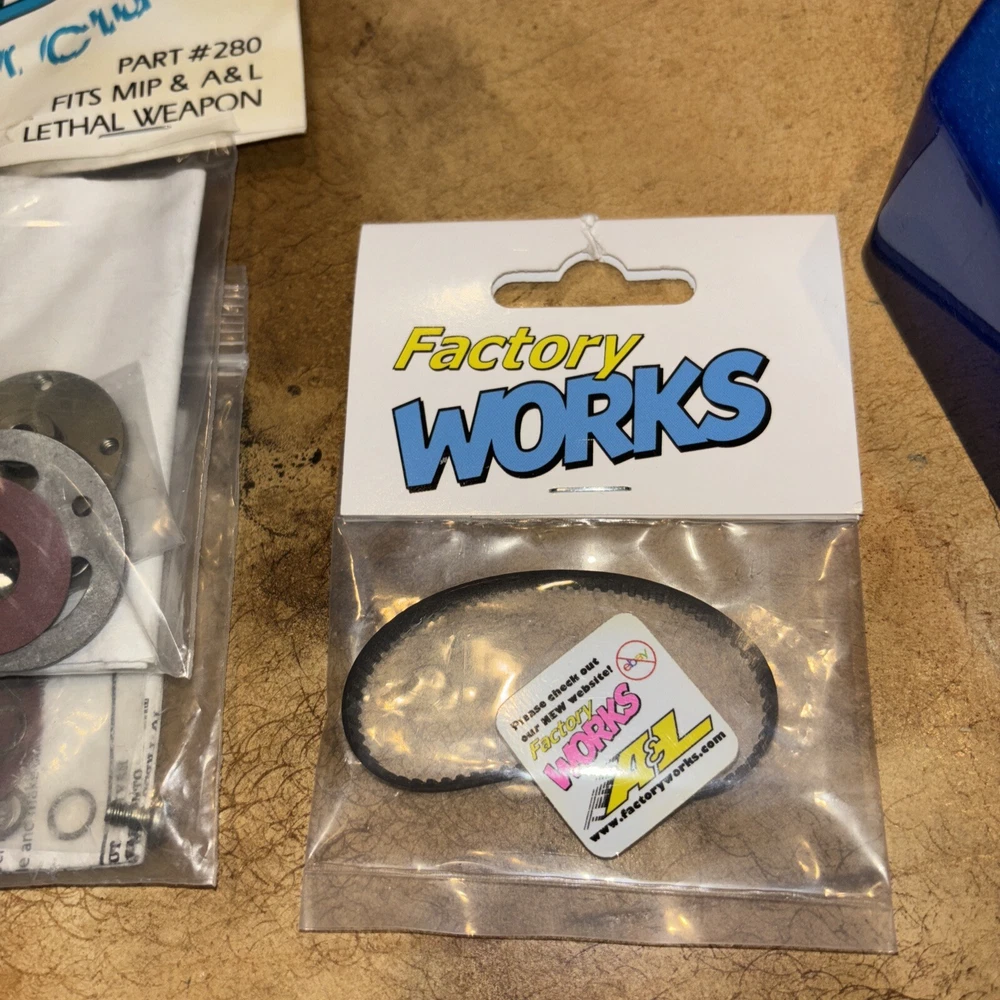 PART #280
FITS MIP & A&L
LETHAL WEAPON
Factory
WORKS
Please check out
our NEW website!
ebay
Factory
WORKS
A&L
www.factoryworks.com